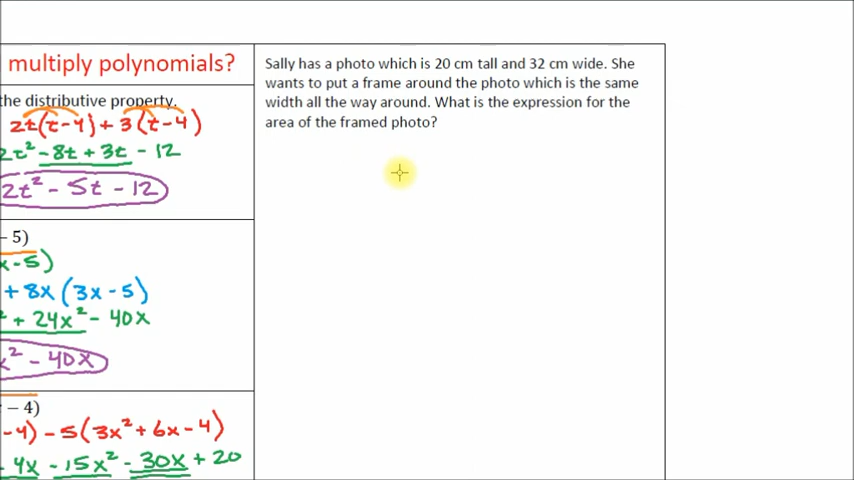 multiply polynomials?
the distributive property.
2t(t-4) + 3(t-4)
2t² - 8t + 3t - 12
2t² - 5t - 12
- 5)
x-5)
+ 8x (3x-5)
² + 24x² - 40x
x² - 40x
- 4)
-4) - 5(3x² + 6x - 4)
- 4x - 15x² - 30x + 20
Sally has a photo which is 20 cm tall and 32 cm wide. She
wants to put a frame around the photo which is the same
width all the way around. What is the expression for the
area of the framed photo?